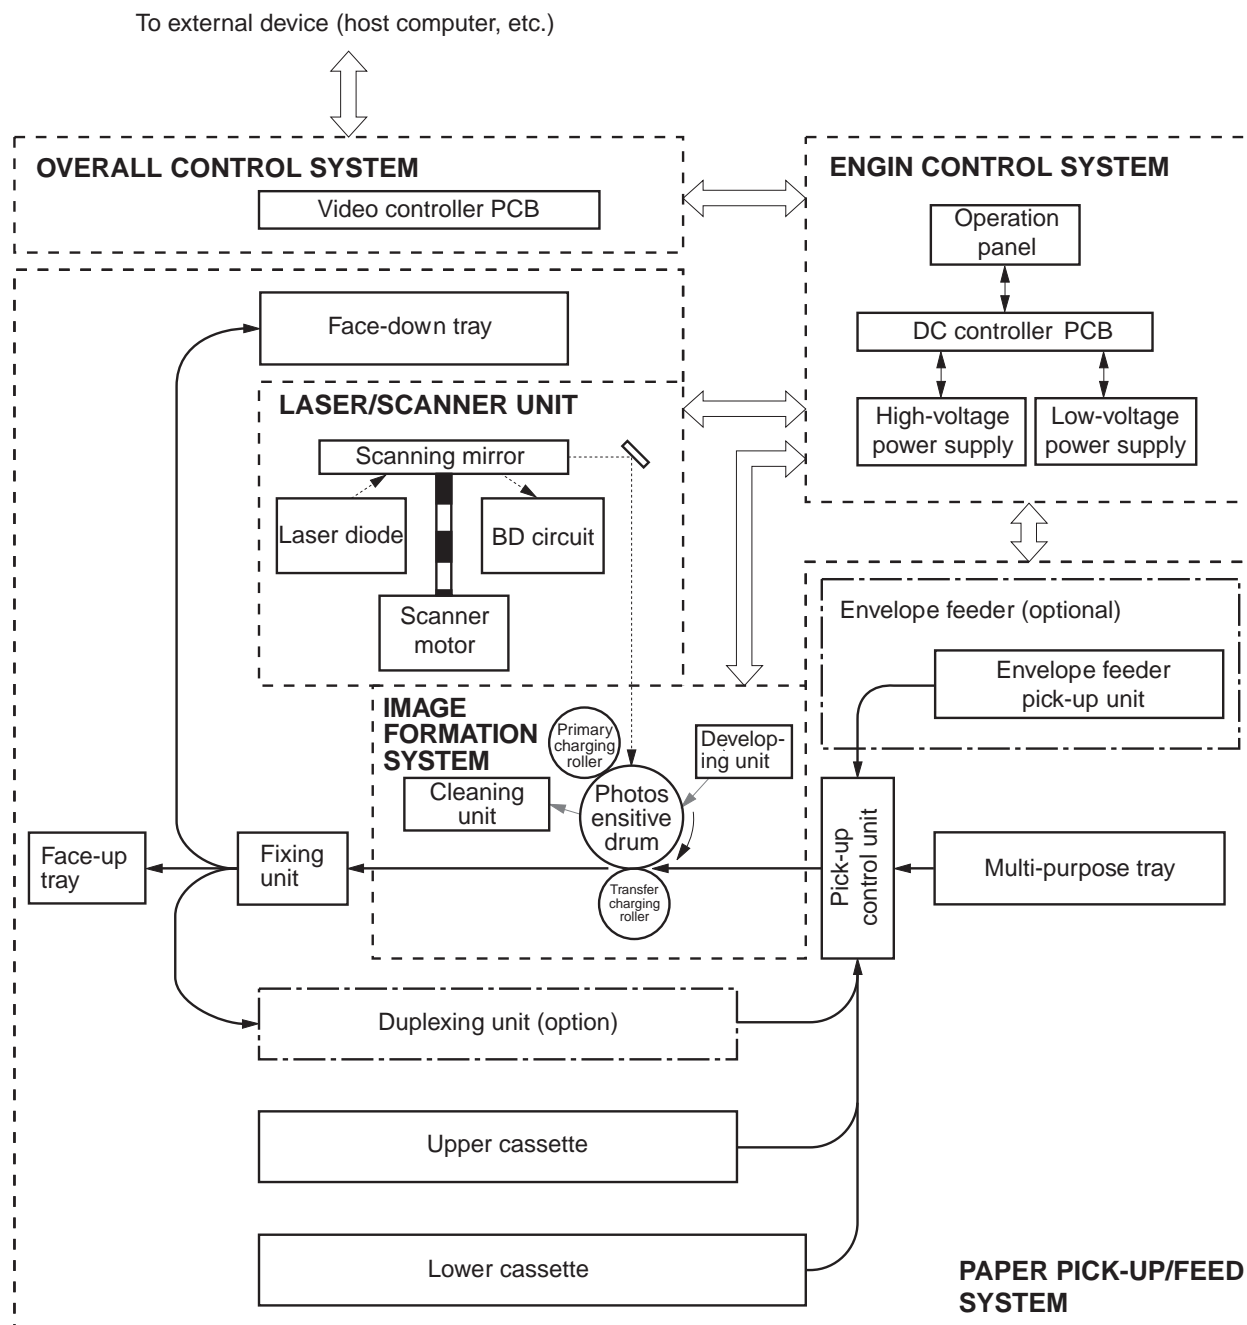 To external device (host computer, etc.)
OVERALL CONTROL SYSTEM
Video controller PCB
ENGIN CONTROL SYSTEM
Operation
panel
DC controller PCB
High-voltage
power supply
Low-voltage
power supply
Face-down tray
LASER/SCANNER UNIT
Scanning mirror
Laser diode
BD circuit
Scanner
motor
Envelope feeder (optional)
Envelope feeder
pick-up unit
IMAGE
FORMATION
SYSTEM
Primary
charging
roller
Develop-
ing unit
Cleaning
unit
Photos
ensitive
drum
Transfer
charging
roller
Face-up
tray
Fixing
unit
Pick-up
control unit
Multi-purpose tray
Duplexing unit (option)
Upper cassette
Lower cassette
PAPER PICK-UP/FEED
SYSTEM